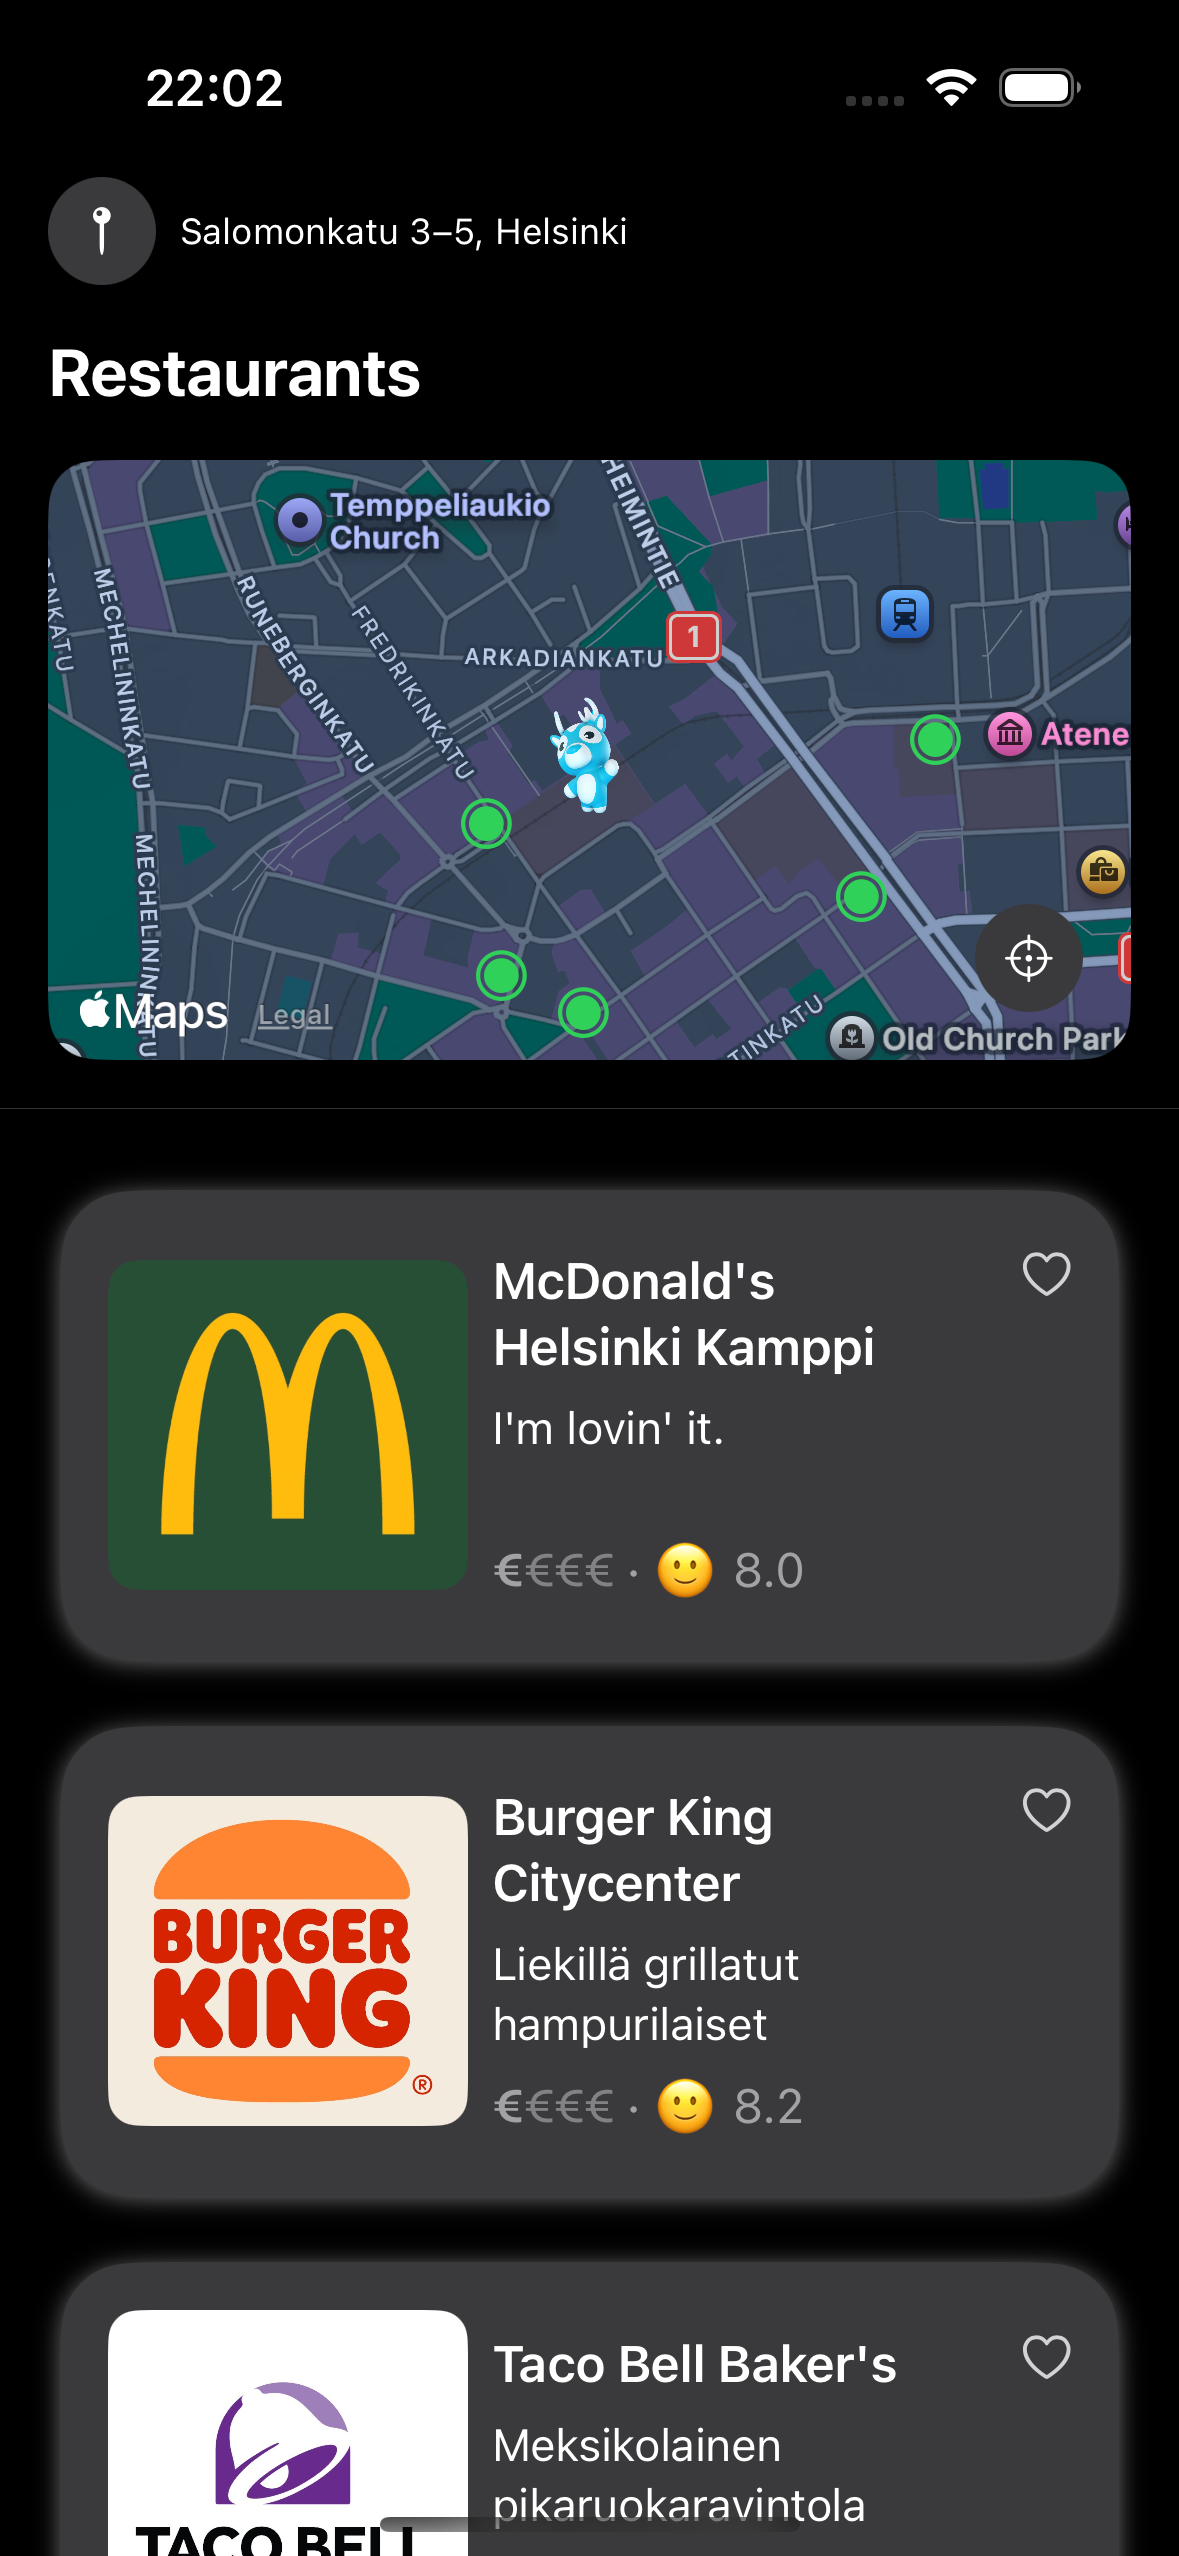 22:02
Salomonkatu 3–5, Helsinki
Restaurants
Temppeliaukio
Church
HEIMINTIE
MECHELININKATU
RUNEBERGINKATU
FREDRIKINKATU
ENKATU
ARKADIANKATU
1
Atene
MECHELININKATU
Maps
Legal
TINKATU
Old Church Park
McDonald's
Helsinki Kamppi
I'm lovin' it.
€€€€ · 🙂 8.0
BURGER
KING
®
Burger King
Citycenter
Liekillä grillatut
hampurilaiset
€€€€ · 🙂 8.2
Taco Bell Baker's
Meksikolainen
pikaruokaravintola
TACO BELL